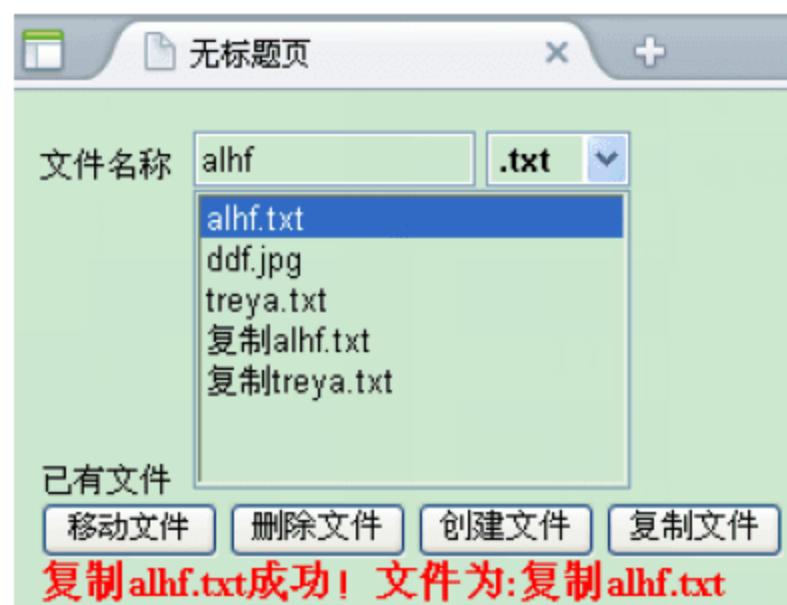 无标题页
文件名称 alhf .txt
alhf.txt
ddf.jpg
treya.txt
复制alhf.txt
复制treya.txt
已有文件
移动文件 删除文件 创建文件 复制文件
复制alhf.txt成功！文件为:复制alhf.txt